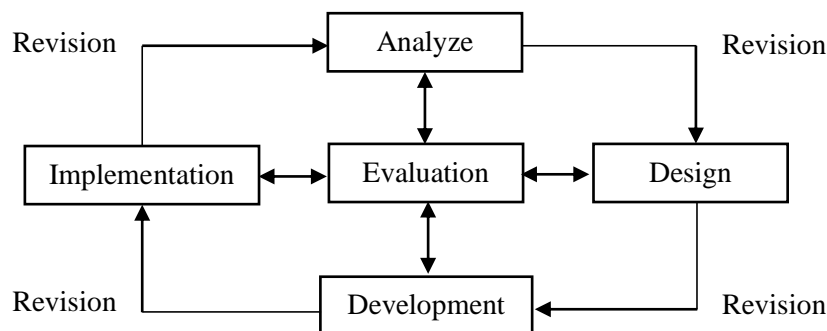 Revision
Analyze
Revision
Implementation
Evaluation
Design
Revision
Development
Revision